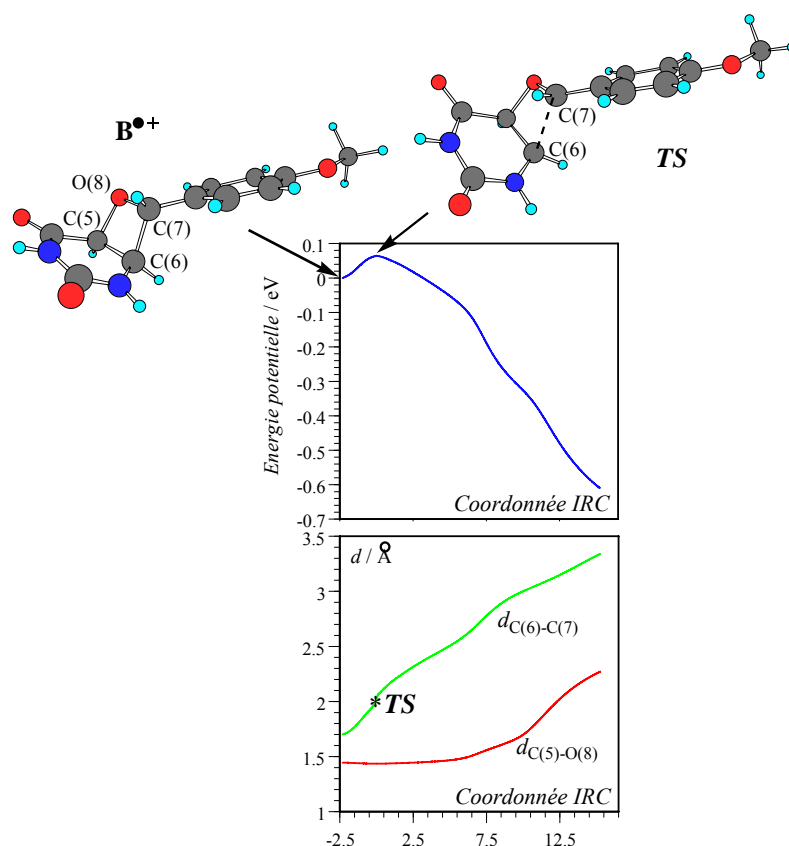 C(7)
C(6)
TS
B●+
O(8)
C(5)
C(7)
C(6)
0.1
0
-0.1
-0.2
-0.3
-0.4
-0.5
-0.6
-0.7
Energie potentielle / eV
Coordonnée IRC
3.5
3
2.5
2
1.5
1
d / Å
dC(6)-C(7)
*TS
dC(5)-O(8)
Coordonnée IRC
-2.5 2.5 7.5 12.5